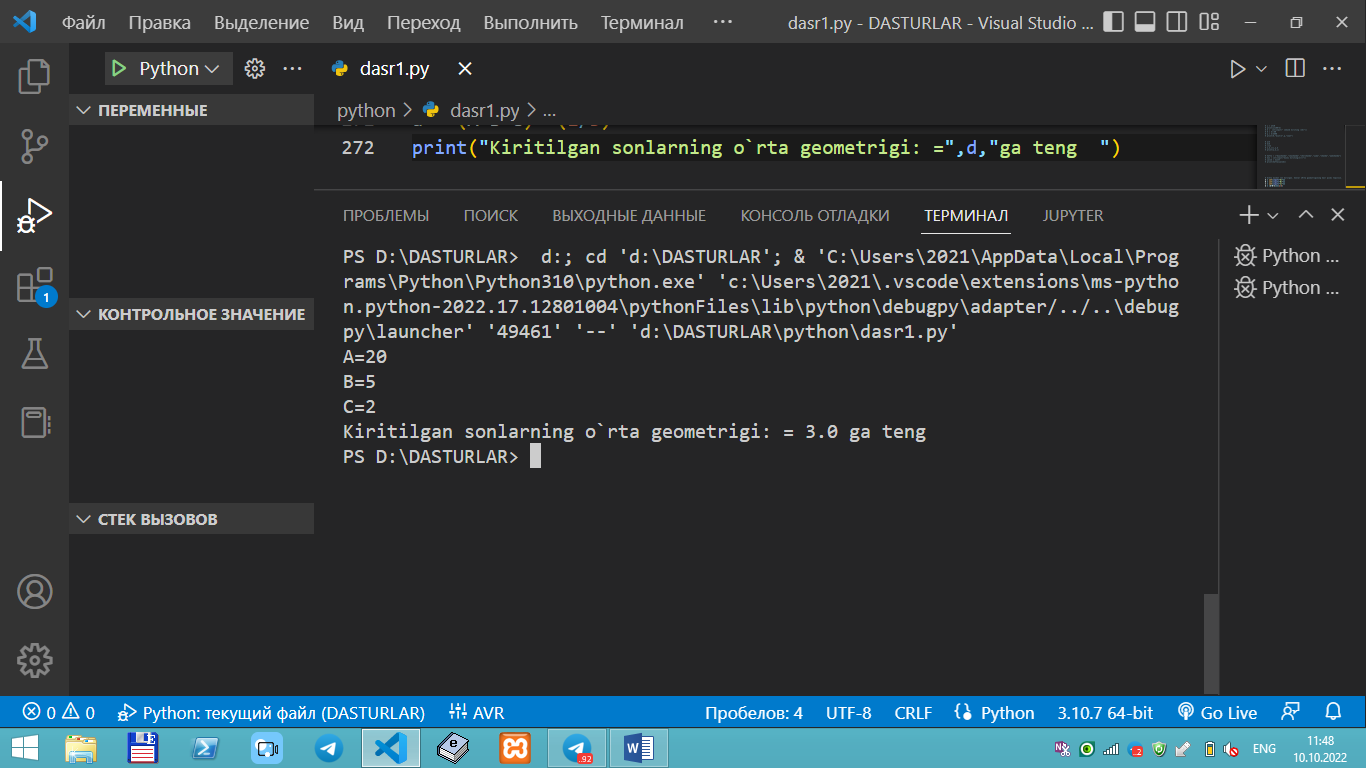 Файл Правка Выделение Вид Переход Выполнить Терминал ··· dasr1.py - DASTURLAR - Visual Studio ...
Python dasr1.py
ПЕРЕМЕННЫЕ
python > dasr1.py > ...
272 print("Kiritilgan sonlarning o`rta geometrigi: =",d,"ga teng  ")
ПРОБЛЕМЫ ПОИСК ВЫХОДНЫЕ ДАННЫЕ КОНСОЛЬ ОТЛАДКИ ТЕРМИНАЛ JUPYTER
PS D:\DASTURLAR>  d:; cd 'd:\DASTURLAR'; & 'C:\Users\2021\AppData\Local\Prog
rams\Python\Python310\python.exe' 'c:\Users\2021\.vscode\extensions\ms-pytho
n.python-2022.17.12801004\pythonFiles\lib\python\debugpy\adapter/../..\debug
py\launcher' '49461' '--' 'd:\DASTURLAR\python\dasr1.py'
A=20
B=5
C=2
Kiritilgan sonlarning o`rta geometrigi: = 3.0 ga teng
PS D:\DASTURLAR>
Python ...
Python ...
1
КОНТРОЛЬНОЕ ЗНАЧЕНИЕ
СТЕК ВЫЗОВОВ
0 0 Python: текущий файл (DASTURLAR) AVR Пробелов: 4 UTF-8 CRLF Python 3.10.7 64-bit Go Live
.92
ENG
11:48
10.10.2022